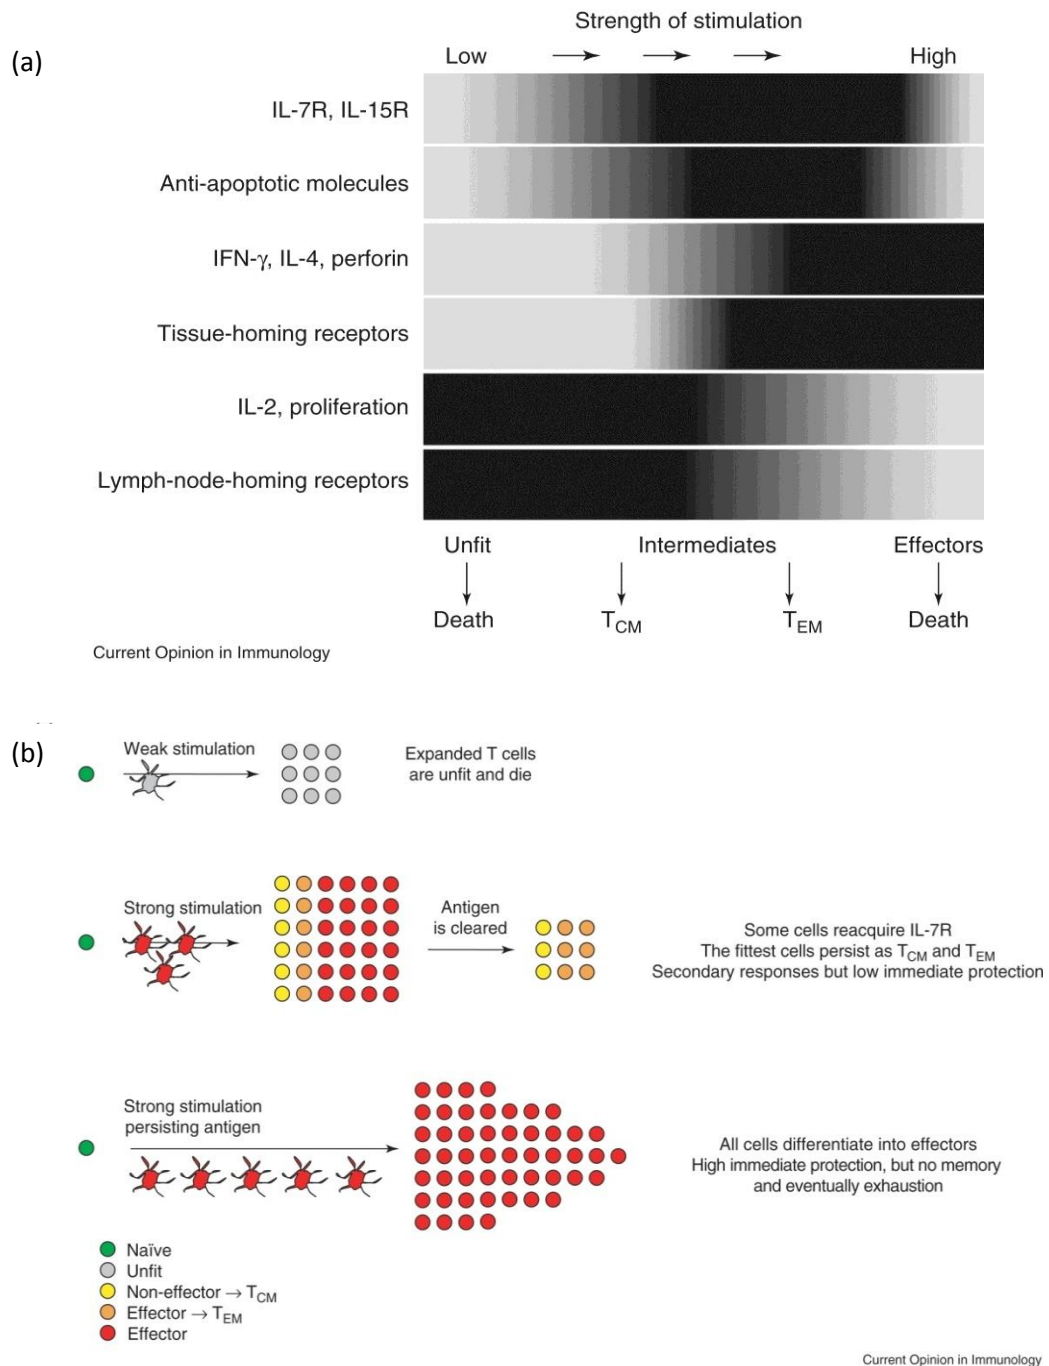 (a)
Strength of stimulation
Low
High
IL-7R, IL-15R
Anti-apoptotic molecules
IFN-γ, IL-4, perforin
Tissue-homing receptors
IL-2, proliferation
Lymph-node-homing receptors
Unfit
Intermediates
Effectors
Death
TCM
TEM
Death
Current Opinion in Immunology
(b)
Weak stimulation
Expanded T cells
are unfit and die
Strong stimulation
Antigen
is cleared
Some cells reacquire IL-7R
The fittest cells persist as TCM and TEM
Secondary responses but low immediate protection
Strong stimulation
persisting antigen
All cells differentiate into effectors
High immediate protection, but no memory
and eventually exhaustion
Naïve
Unfit
Non-effector → TCM
Effector → TEM
Effector
Current Opinion in Immunology